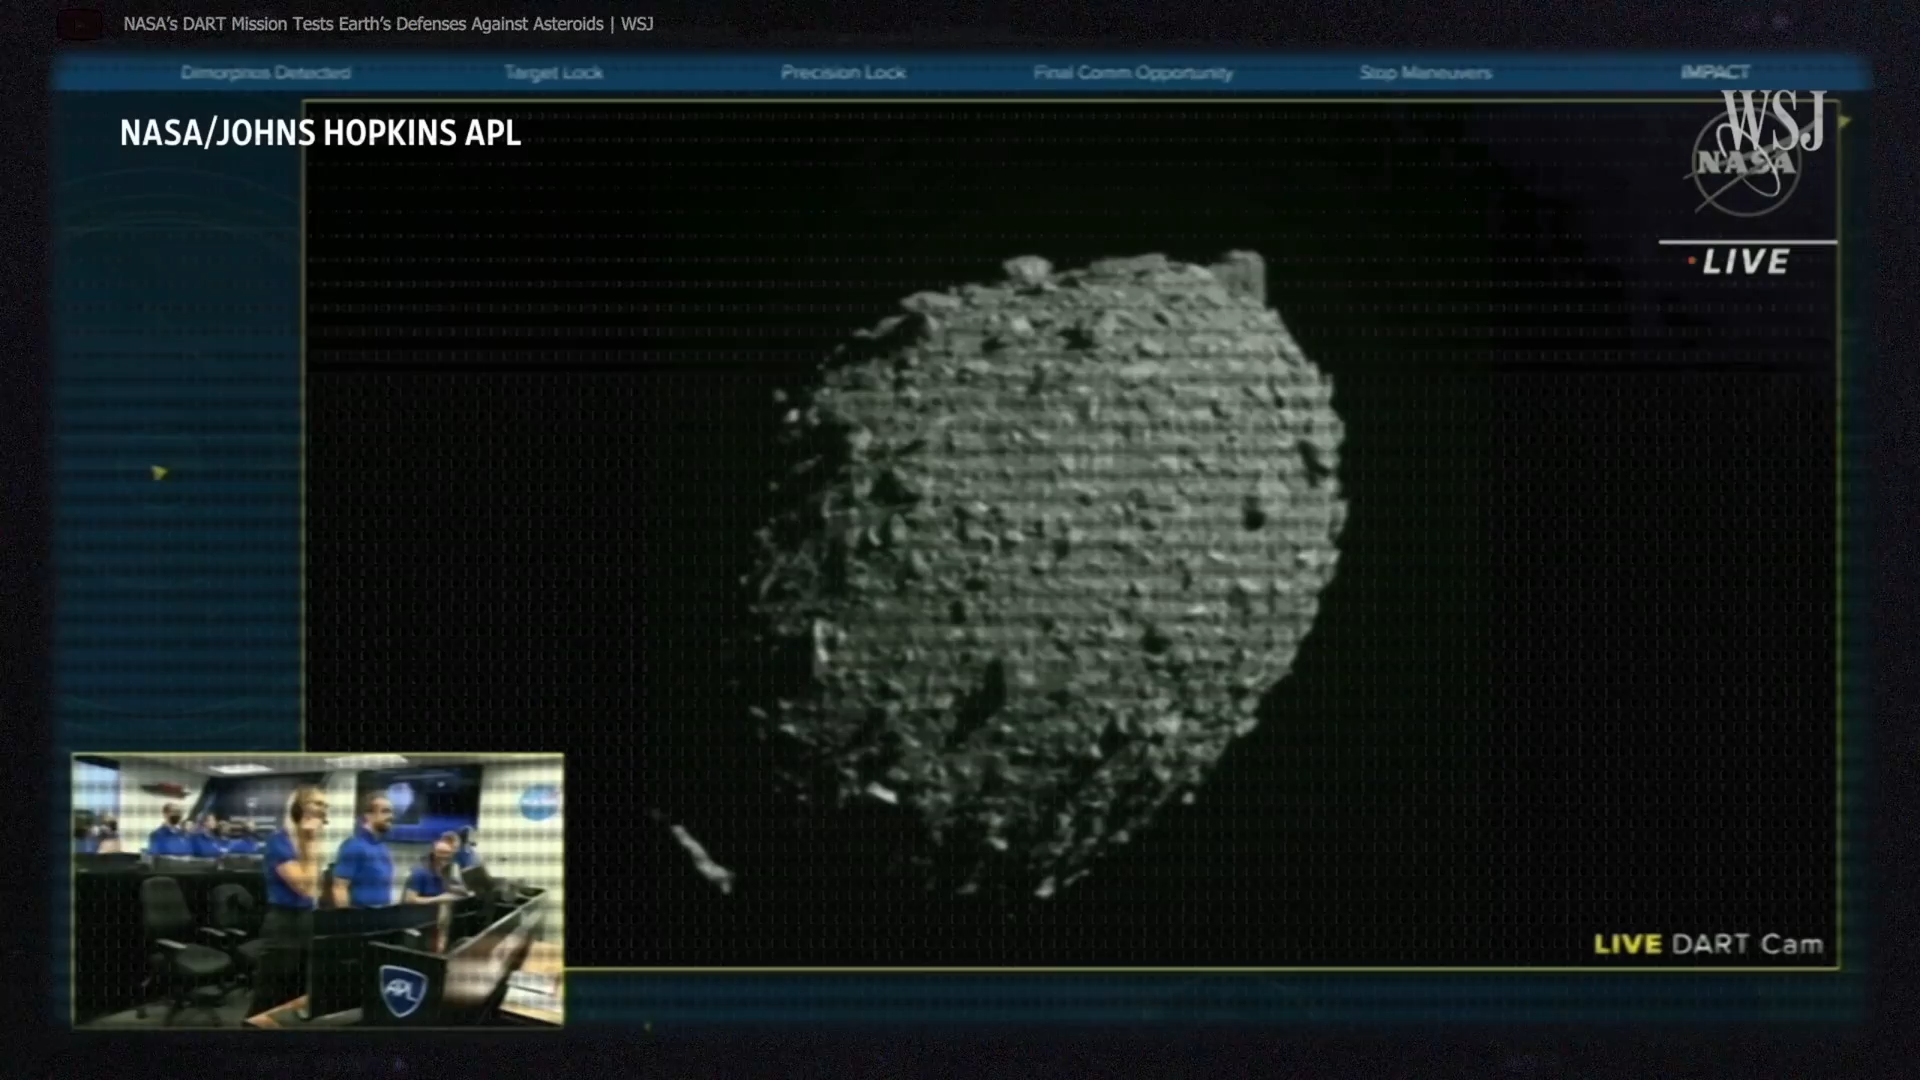 NASA's DART Mission Tests Earth's Defenses Against Asteroids | WSJ
Dimorphos Detected Target Lock Precision Lock Final Comm Opportunity Stop Maneuvers IMPACT
NASA/JOHNS HOPKINS APL
WSJ
NASA
LIVE
LIVE DART Cam
APL